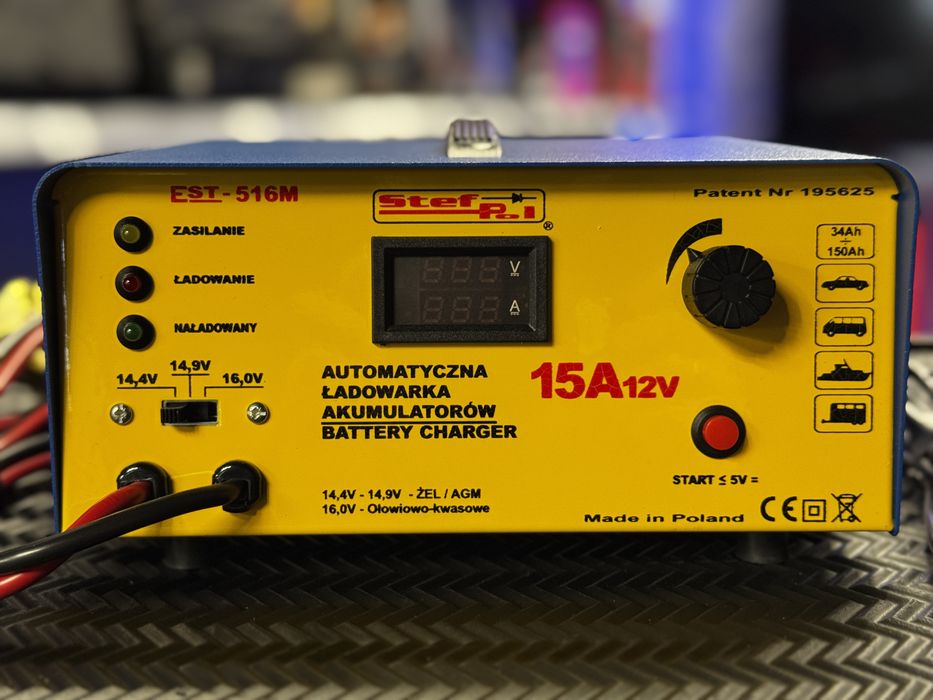 EST-516M
Stef Pol ®
Patent Nr 195625
ZASILANIE
ŁADOWANIE
NAŁADOWANY
V
A
34Ah
÷
150Ah
14,4V 14,9V 16,0V
AUTOMATYCZNA
ŁADOWARKA
AKUMULATORÓW
BATTERY CHARGER
15A12V
START ≤ 5V =
14,4V - 14,9V - ŻEL / AGM
16,0V - Ołowiowo-kwasowe
Made in Poland
CE